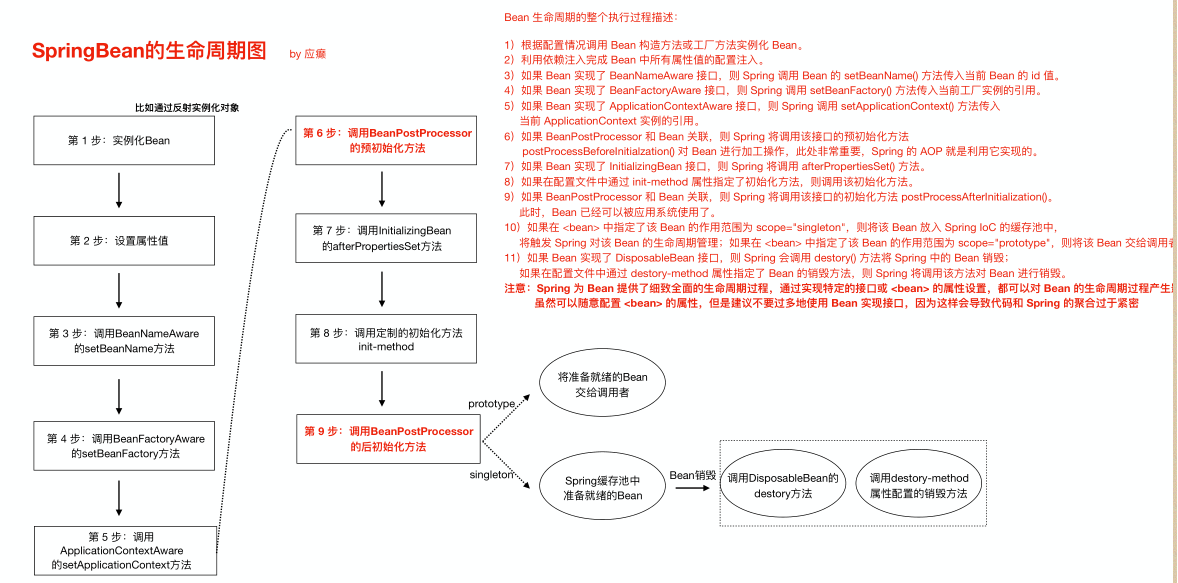 SpringBean的生命周期图
by 应癫
比如通过反射实例化对象
第 1 步：实例化Bean
第 2 步：设置属性值
第 3 步：调用BeanNameAware
的setBeanName方法
第 4 步：调用BeanFactoryAware
的setBeanFactory方法
第 5 步：调用
ApplicationContextAware
的setApplicationContext方法
第 6 步：调用BeanPostProcessor
的预初始化方法
第 7 步：调用InitializingBean
的afterPropertiesSet方法
第 8 步：调用定制的初始化方法
init-method
第 9 步：调用BeanPostProcessor
的后初始化方法
prototype
singleton
将准备就绪的Bean
交给调用者
Spring缓存池中
准备就绪的Bean
Bean销毁
调用DisposableBean的
destory方法
调用destory-method
属性配置的销毁方法
Bean 生命周期的整个执行过程描述：
1）根据配置情况调用 Bean 构造方法或工厂方法实例化 Bean。
2）利用依赖注入完成 Bean 中所有属性值的配置注入。
3）如果 Bean 实现了 BeanNameAware 接口，则 Spring 调用 Bean 的 setBeanName() 方法传入当前 Bean 的 id 值。
4）如果 Bean 实现了 BeanFactoryAware 接口，则 Spring 调用 setBeanFactory() 方法传入当前工厂实例的引用。
5）如果 Bean 实现了 ApplicationContextAware 接口，则 Spring 调用 setApplicationContext() 方法传入
当前 ApplicationContext 实例的引用。
6）如果 BeanPostProcessor 和 Bean 关联，则 Spring 将调用该接口的预初始化方法
postProcessBeforeInitialzation() 对 Bean 进行加工操作，此处非常重要，Spring 的 AOP 就是利用它实现的。
7）如果 Bean 实现了 InitializingBean 接口，则 Spring 将调用 afterPropertiesSet() 方法。
8）如果在配置文件中通过 init-method 属性指定了初始化方法，则调用该初始化方法。
9）如果 BeanPostProcessor 和 Bean 关联，则 Spring 将调用该接口的初始化方法 postProcessAfterInitialization()。
此时，Bean 已经可以被应用系统使用了。
10）如果在 <bean> 中指定了该 Bean 的作用范围为 scope="singleton"，则将该 Bean 放入 Spring IoC 的缓存池中，
将触发 Spring 对该 Bean 的生命周期管理；如果在 <bean> 中指定了该 Bean 的作用范围为 scope="prototype"，则将该 Bean 交给调用
11）如果 Bean 实现了 DisposableBean 接口，则 Spring 会调用 destory() 方法将 Spring 中的 Bean 销毁；
如果在配置文件中通过 destory-method 属性指定了 Bean 的销毁方法，则 Spring 将调用该方法对 Bean 进行销毁。
注意：Spring 为 Bean 提供了细致全面的生命周期过程，通过实现特定的接口或 <bean> 的属性设置，都可以对 Bean 的生命周期过程产生
虽然可以随意配置 <bean> 的属性，但是建议不要过多地使用 Bean 实现接口，因为这样会导致代码和 Spring 的聚合过于紧密